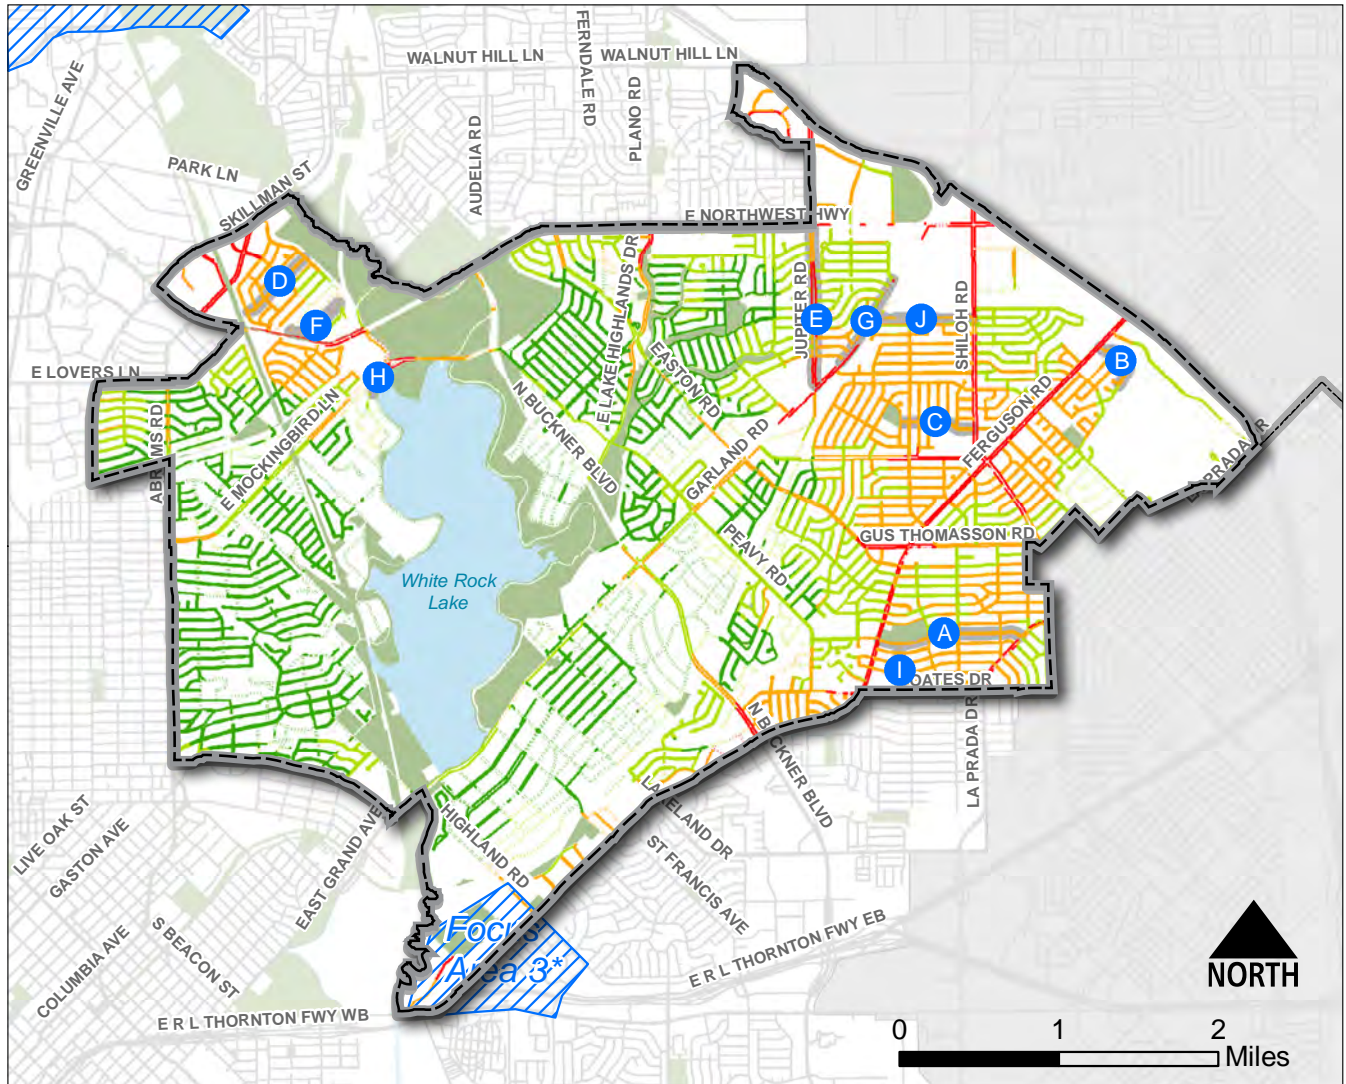 WALNUT HILL LN
WALNUT HILL LN
FERNDALE RD
PLANO RD
AUDELIA RD
GREENVILLE AVE
PARK LN
SKILLMAN ST
E NORTHWEST HWY
D
F
H
E LOVERS LN
ABRAMS RD
E MOCKINGBIRD LN
E LAKE HIGHLANDS DR
N BUCKNER BLVD
EASTON RD
GARLAND RD
JUPITER RD
E
G
J
SHILOH RD
B
C
FERGUSON RD
LA PRADA DR
GUS THOMASSON RD
PEAVY RD
White Rock
Lake
A
I
OATES DR
LA PRADA DR
N BUCKNER BLVD
LAKELAND DR
ST FRANCIS AVE
HIGHLAND RD
EAST GRAND AVE
LIVE OAK ST
GASTON AVE
COLUMBIA AVE
S BEACON ST
Focus
Area 3*
E R L THORNTON FWY EB
E R L THORNTON FWY WB
NORTH
0 1 2
Miles